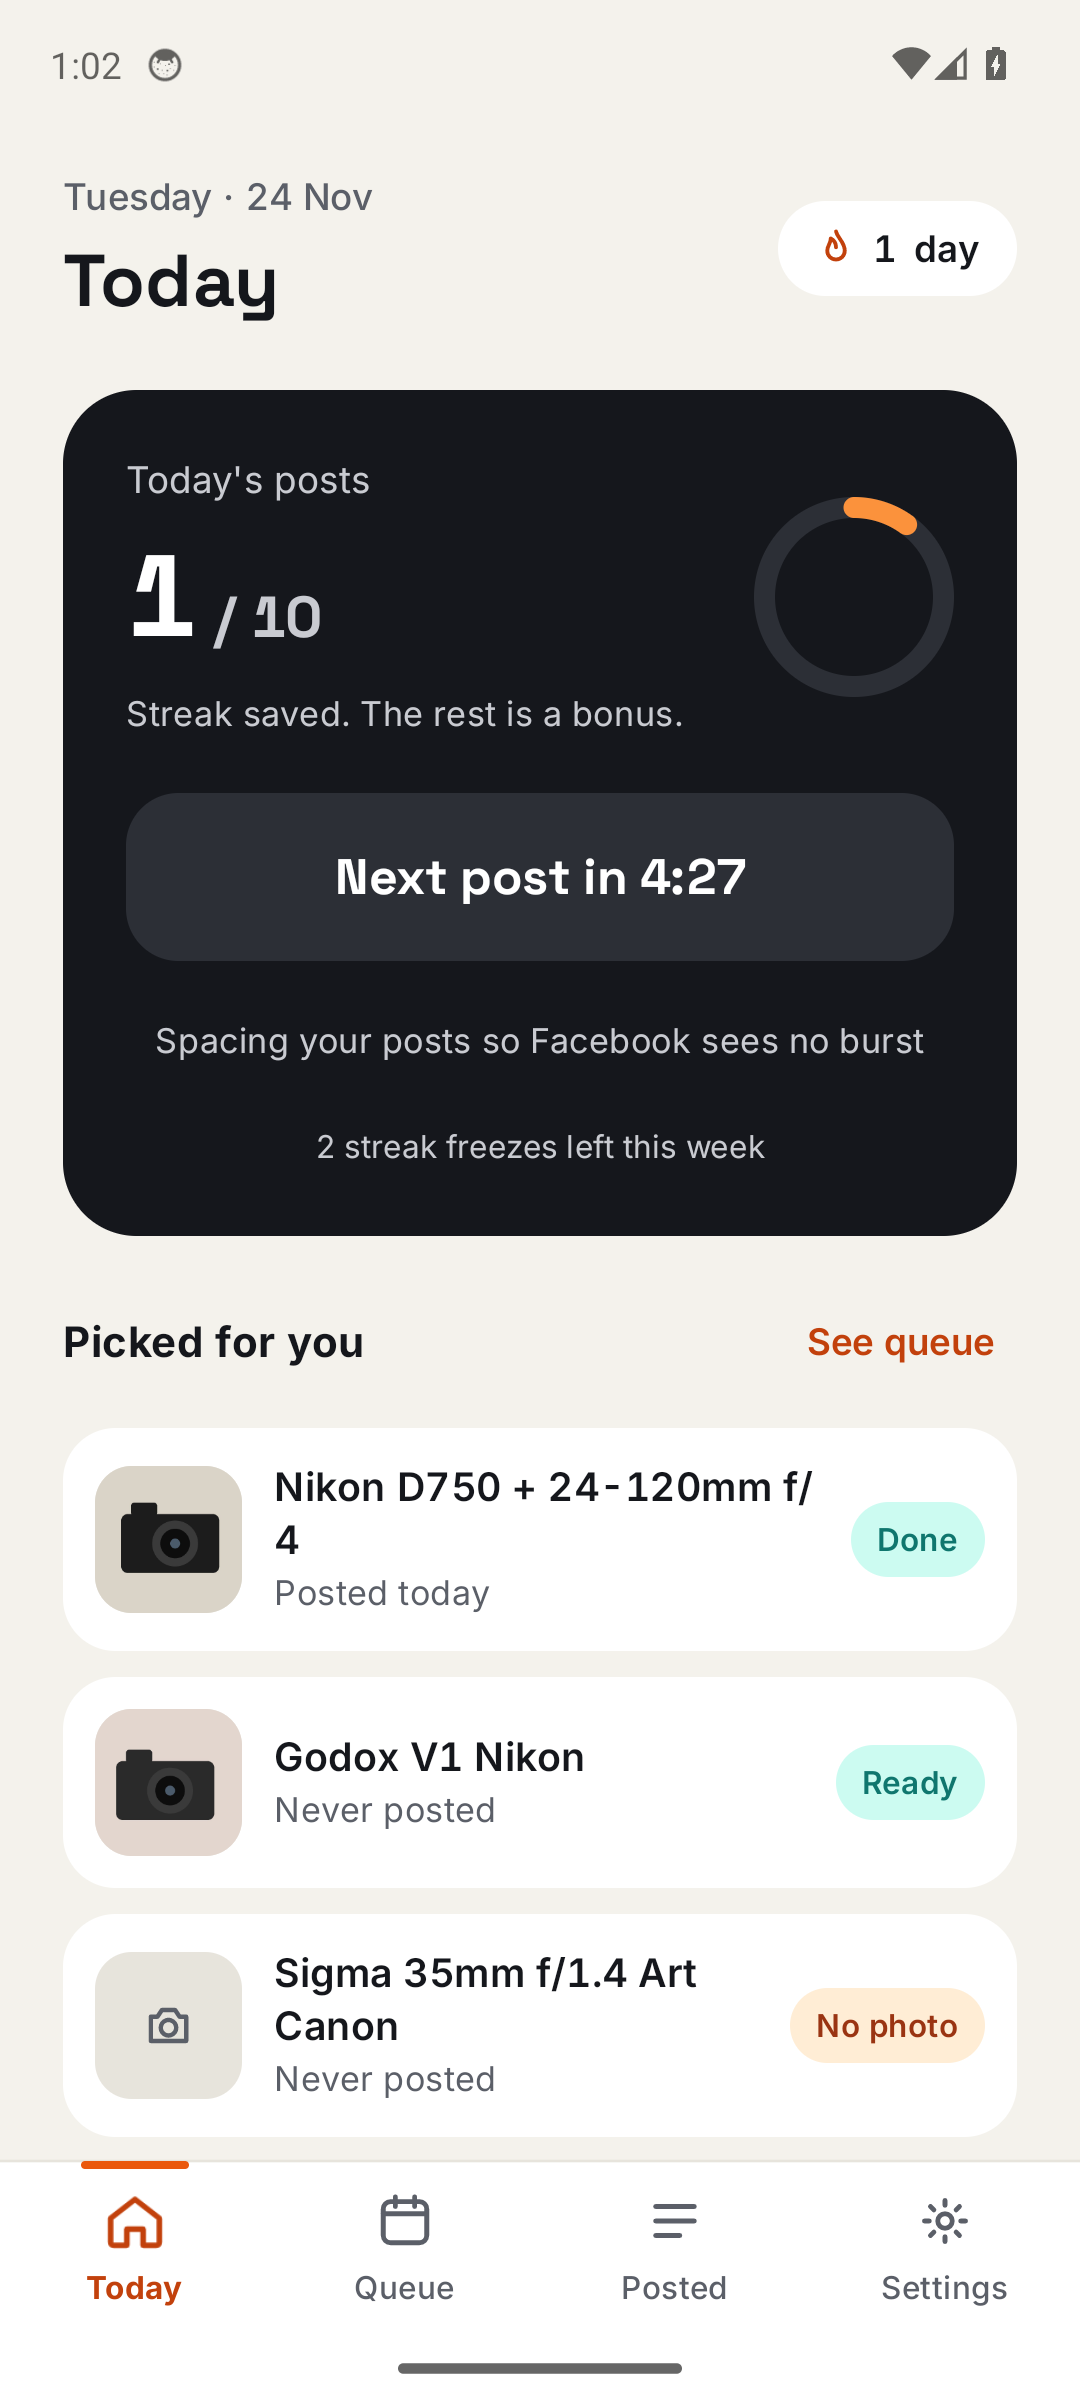 1:02
Tuesday · 24 Nov
Today
1 day
Today's posts
1 / 10
Streak saved. The rest is a bonus.
Next post in 4:27
Spacing your posts so Facebook sees no burst
2 streak freezes left this week
Picked for you
See queue
Nikon D750 + 24-120mm f/
4
Posted today
Done
Godox V1 Nikon
Never posted
Ready
Sigma 35mm f/1.4 Art
Canon
Never posted
No photo
Today
Queue
Posted
Settings